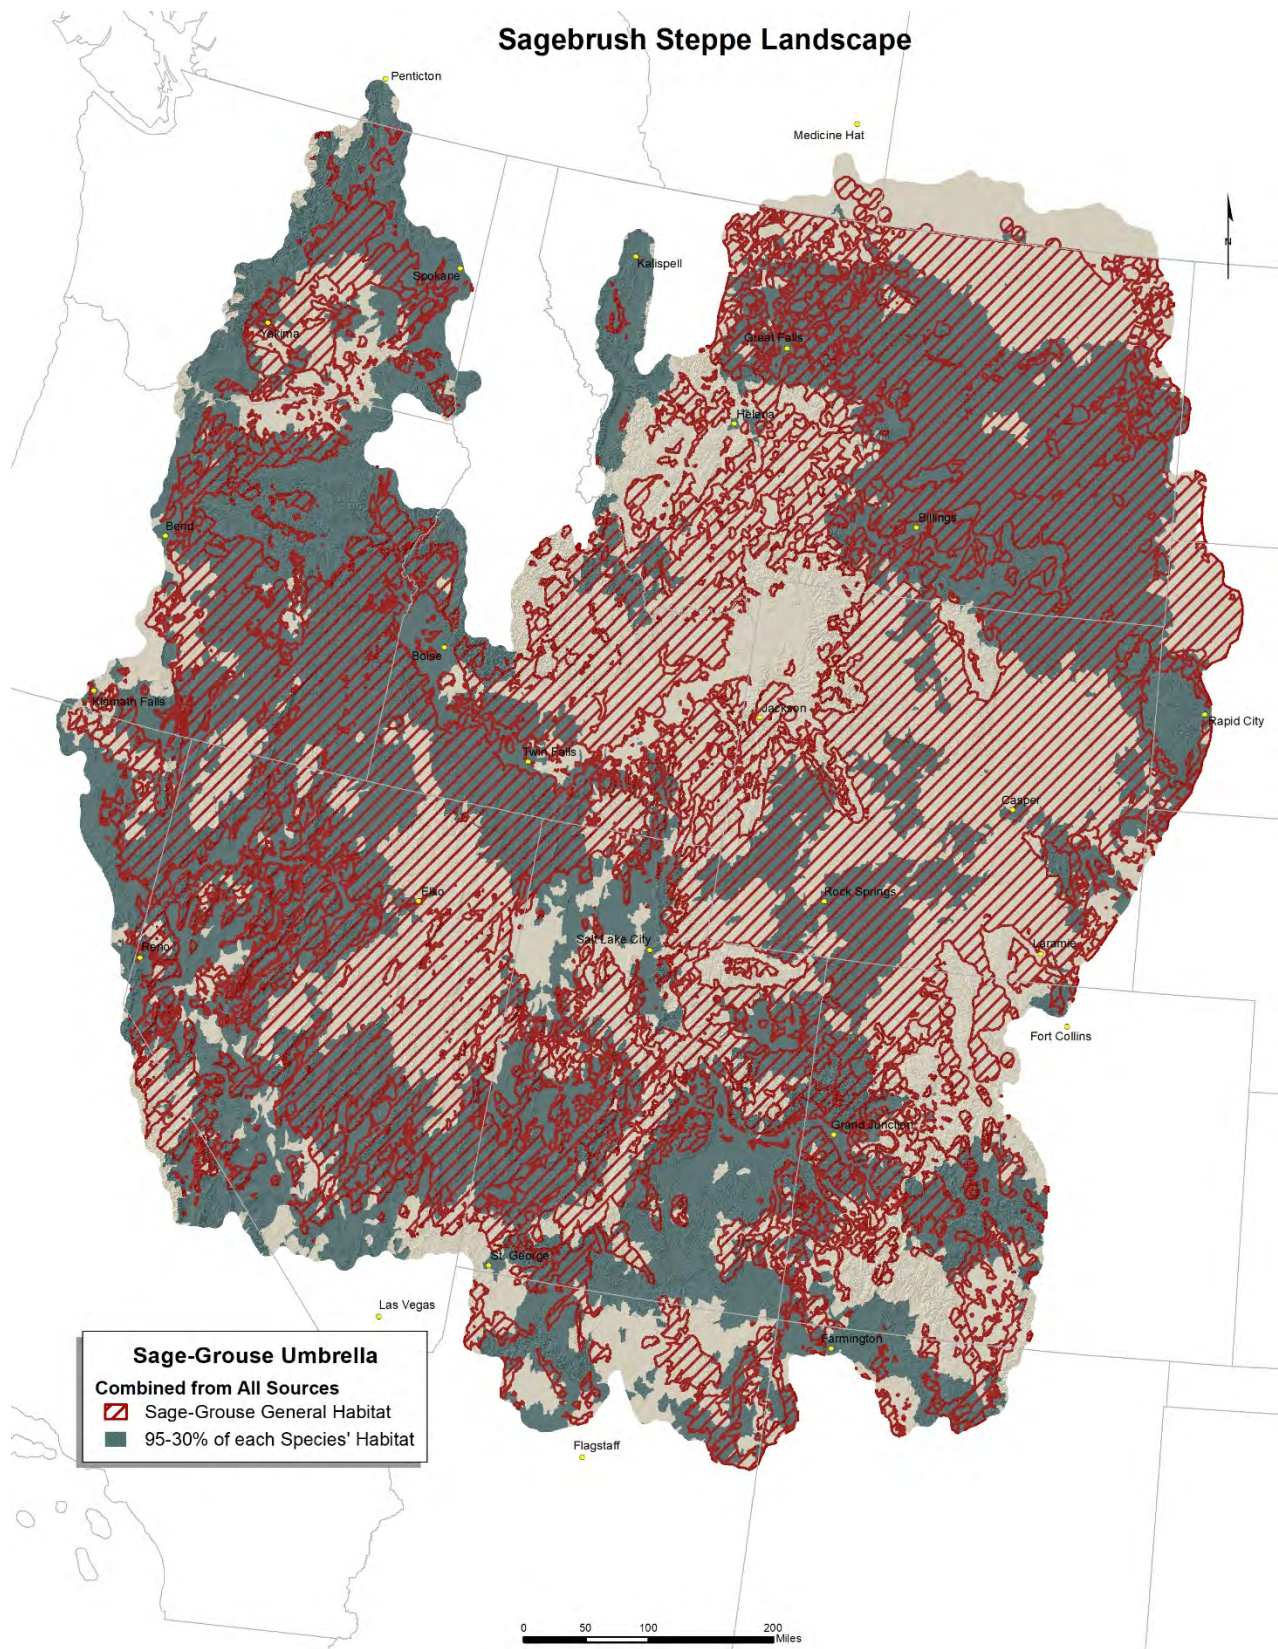 Sagebrush Steppe Landscape
Penticton
Medicine Hat
N
Kalispell
Spokane
Yakima
Great Falls
Helena
Billings
Bend
Boise
Klamath Falls
Jackson
Rapid City
Twin Falls
Casper
Elko
Rock Springs
Salt Lake City
Reno
Laramie
Fort Collins
Grand Junction
St. George
Las Vegas
Farmington
Flagstaff
Sage-Grouse Umbrella
Combined from All Sources
Sage-Grouse General Habitat
95-30% of each Species' Habitat
0 50 100 200
Miles